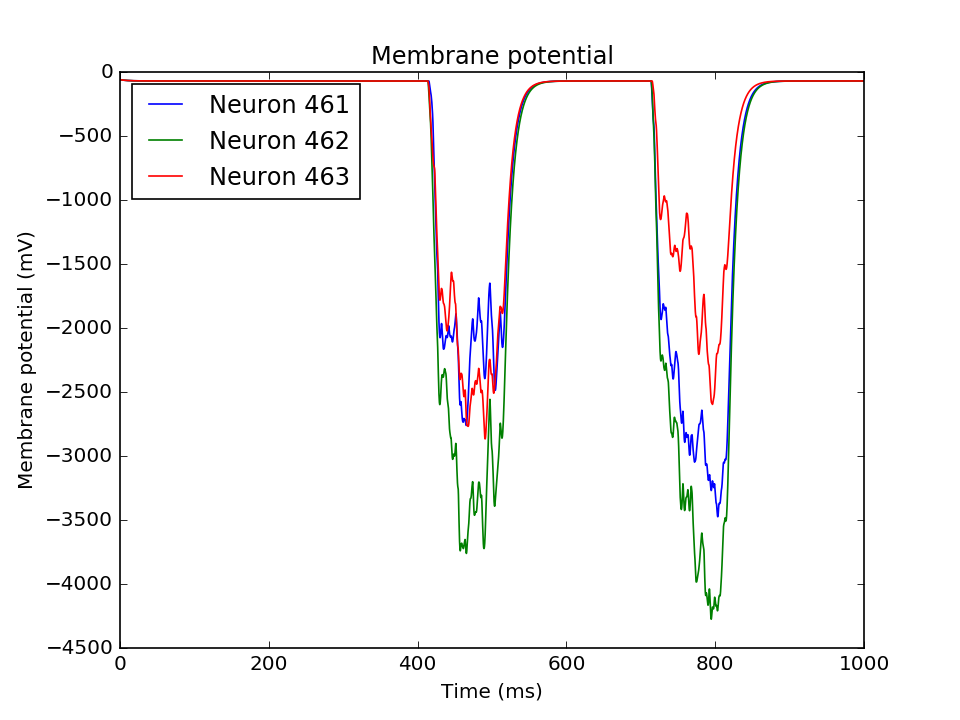 Membrane potential
Neuron 461
Neuron 462
Neuron 463
Membrane potential (mV)
0
−500
−1000
−1500
−2000
−2500
−3000
−3500
−4000
−4500
0 200 400 600 800 1000
Time (ms)